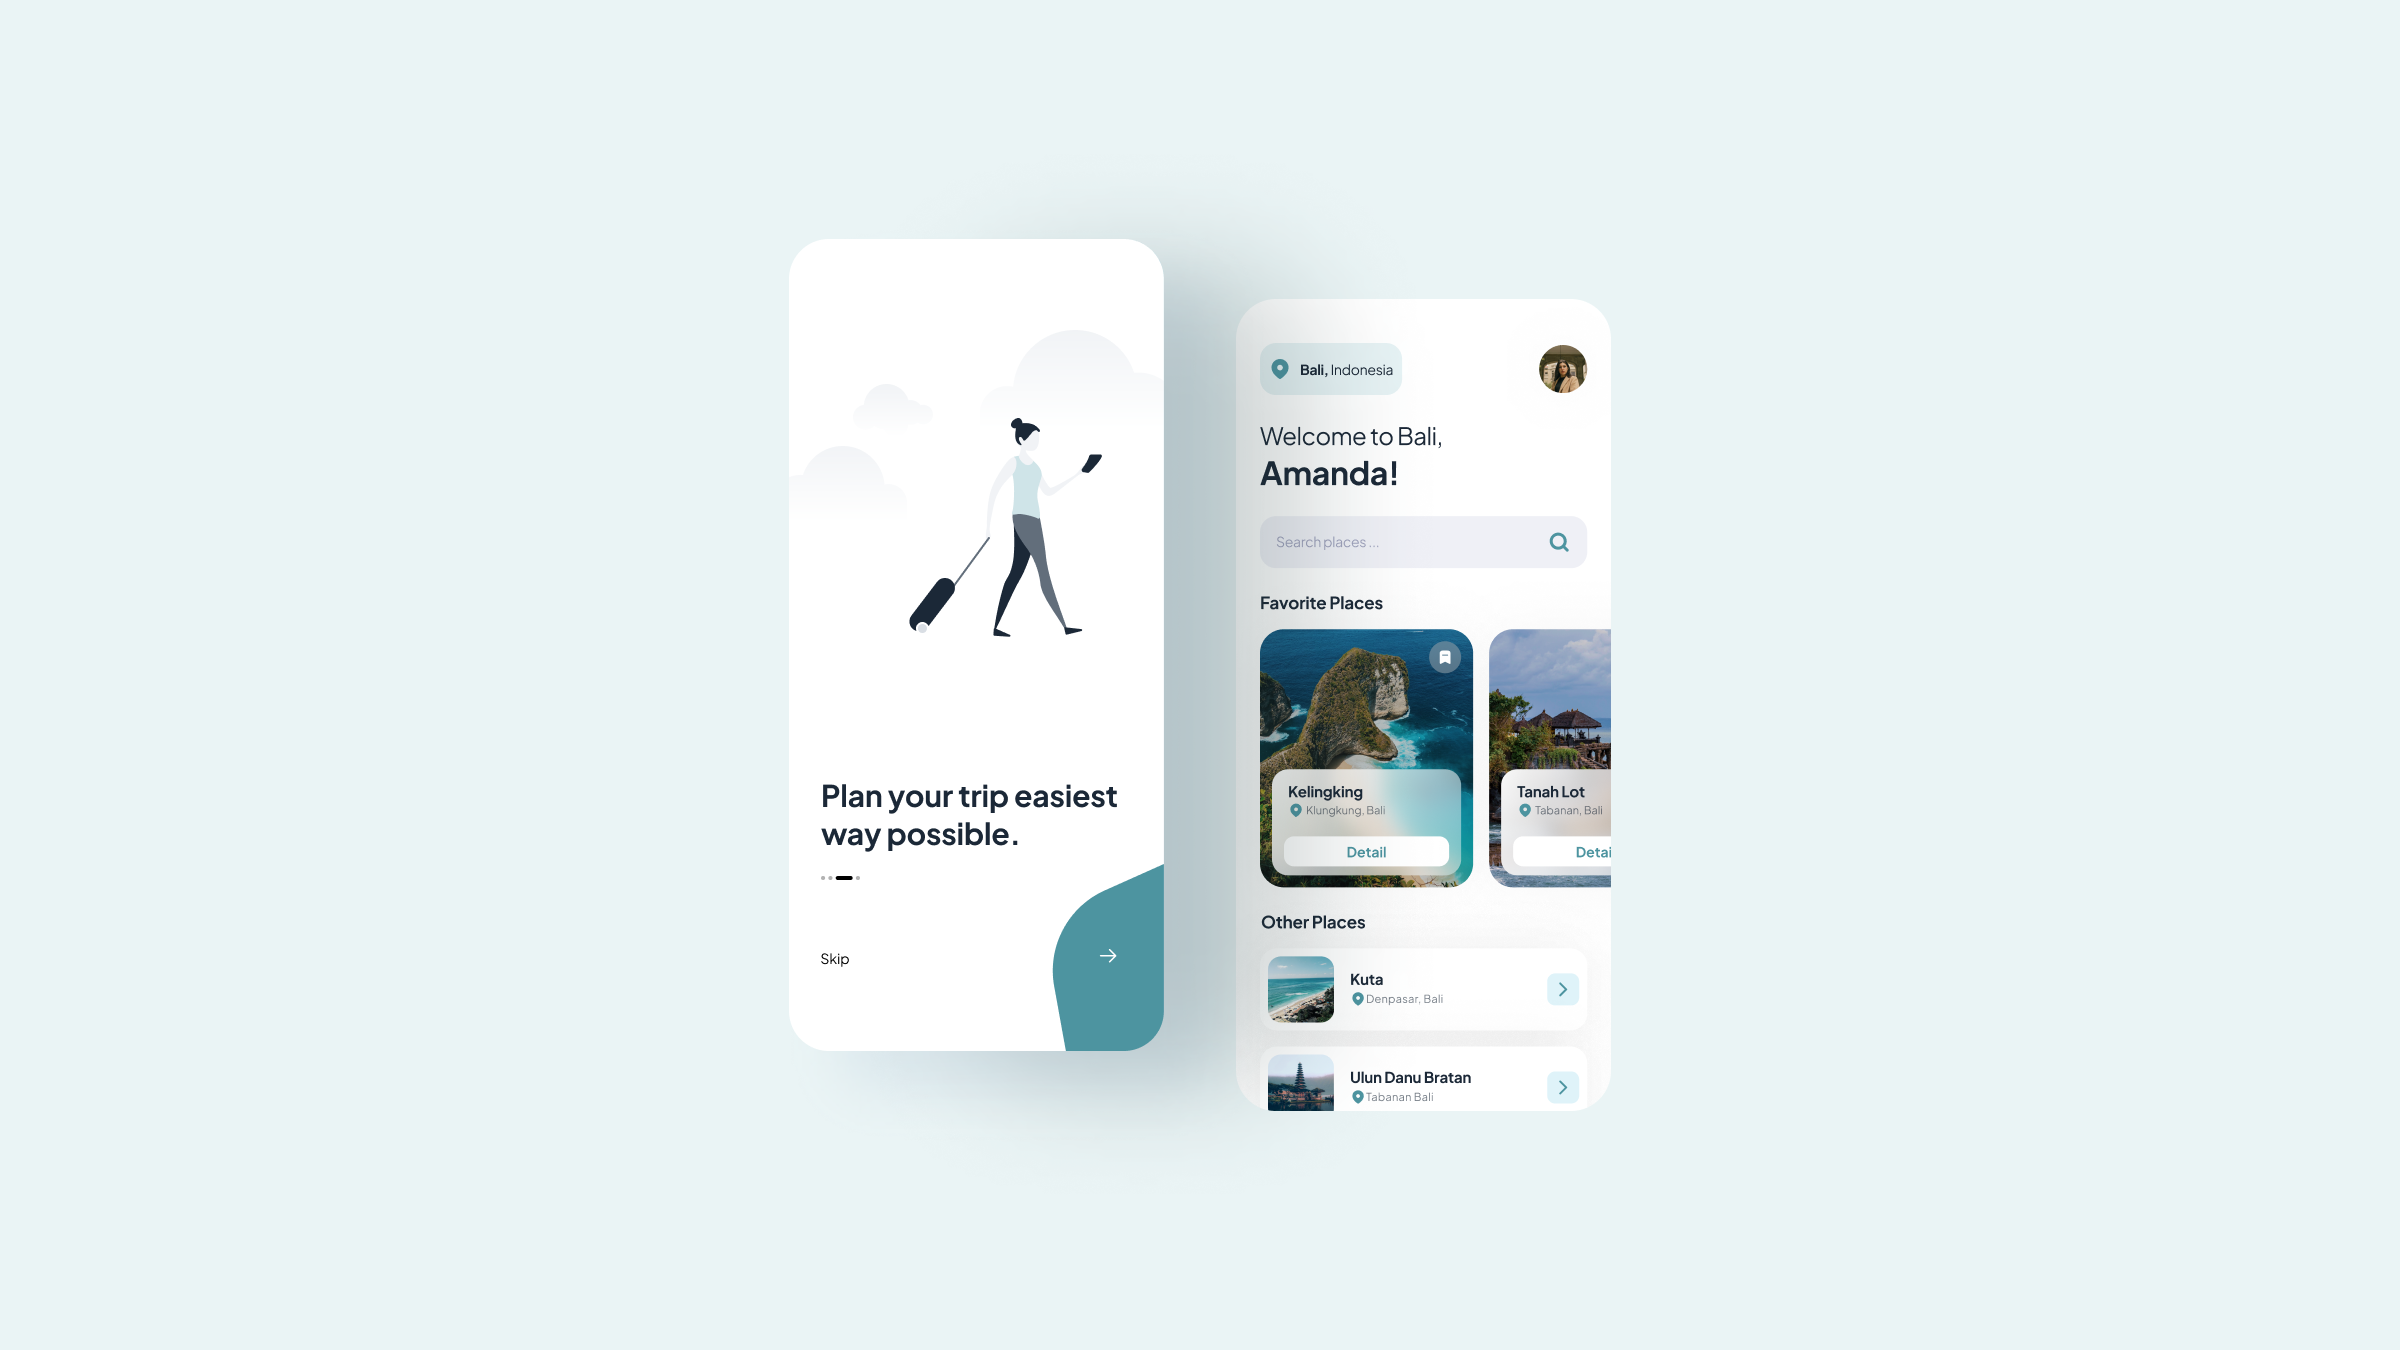 Plan your trip easiest
way possible.
Skip
Bali, Indonesia
Welcome to Bali,
Amanda!
Search places ...
Favorite Places
Kelingking
Klungkung, Bali
Detail
Tanah Lot
Tabanan, Bali
Detai
Other Places
Kuta
Denpasar, Bali
Ulun Danu Bratan
Tabanan Bali